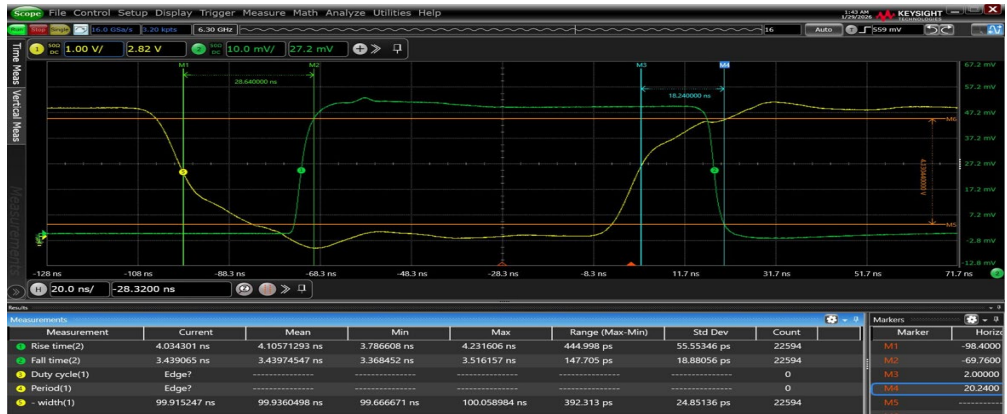 Scope File Control Setup Display Trigger Measure Math Analyze Utilities Help
1:43 AM
1/29/2026
KEYSIGHT
TECHNOLOGIES
Run Stop Single 16.0 GSa/s 3.20 kpts 6.30 GHz 16 Auto 559 mV
1 50Ω DC 1.00 V/ 2.82 V 2 50Ω DC 10.0 mV/ 27.2 mV
Time Meas
Vertical Meas
Measurements
M1 M2 M3 M4
28.640000 ns
18.240000 ns
67.2 mV
57.2 mV
47.2 mV
M6
37.2 mV
27.2 mV
17.2 mV
7.2 mV
M5
-2.8 mV
-12.8 mV
-128 ns -108 ns -88.3 ns -68.3 ns -48.3 ns -28.3 ns -8.3 ns 11.7 ns 31.7 ns 51.7 ns 71.7 ns
H 20.0 ns/ -28.3200 ns
Results
Measurements
Measurement Current Mean Min Max Range (Max-Min) Std Dev Count
Rise time(2) 4.034301 ns 4.10571293 ns 3.786608 ns 4.231606 ns 444.998 ps 55.55346 ps 22594
Fall time(2) 3.439065 ns 3.43974547 ns 3.368452 ns 3.516157 ns 147.705 ps 18.88056 ps 22594
Duty cycle(1) Edge? ------------- ------------- ------------- ------------- ------------- 0
Period(1) Edge? ------------- ------------- ------------- ------------- ------------- 0
- width(1) 99.915247 ns 99.9360498 ns 99.666671 ns 100.058984 ns 392.313 ps 24.85136 ps 22594
Markers
Marker Horizo
M1 -98.4000
M2 -69.7600
M3 2.00000
M4 20.2400
M5 -----------